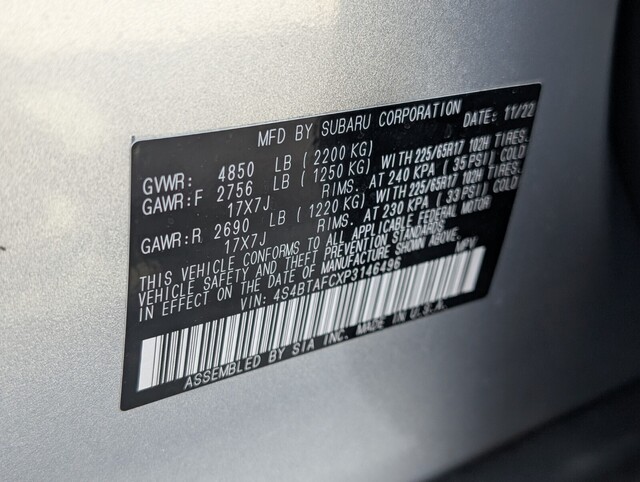 MFD BY SUBARU CORPORATION DATE: 11/22
GVWR: 4850 LB ( 2200 KG)
GAWR:F 2756 LB ( 1250 KG) WITH 225/65R17 102H TIRES.
17X7J RIMS. AT 240 KPA ( 35 PSI) COLD
GAWR:R 2690 LB ( 1220 KG) WITH 225/65R17 102H TIRES.
17X7J RIMS. AT 230 KPA ( 33 PSI) COLD
THIS VEHICLE CONFORMS TO ALL APPLICABLE FEDERAL MOTOR
VEHICLE SAFETY AND THEFT PREVENTION STANDARDS
IN EFFECT ON THE DATE OF MANUFACTURE SHOWN ABOVE.
VIN: 4S4BTAFCXP3146496 MPV
ASSEMBLED BY SIA INC. MADE IN U.S.A.